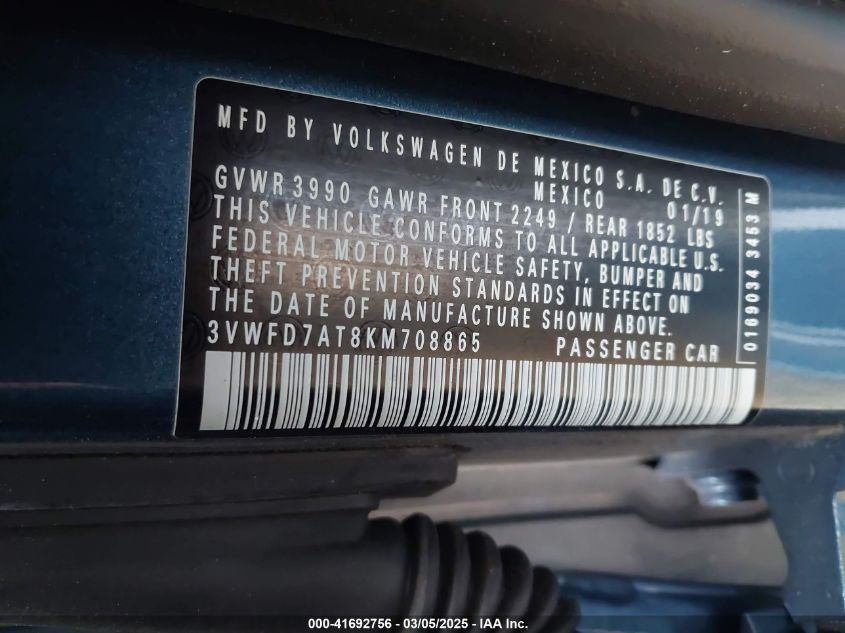 MFD BY VOLKSWAGEN DE MEXICO S.A. DE C.V.
MEXICO 01/19
GVWR 3990 GAWR FRONT 2249 / REAR 1852 LBS
THIS VEHICLE CONFORMS TO ALL APPLICABLE U.S.
FEDERAL MOTOR VEHICLE SAFETY, BUMPER AND
THEFT PREVENTION STANDARDS IN EFFECT ON
THE DATE OF MANUFACTURE SHOWN ABOVE.
3VWFD7AT8KM708865 PASSENGER CAR
0169034 3453 M
000-41692756 - 03/05/2025 - IAA Inc.